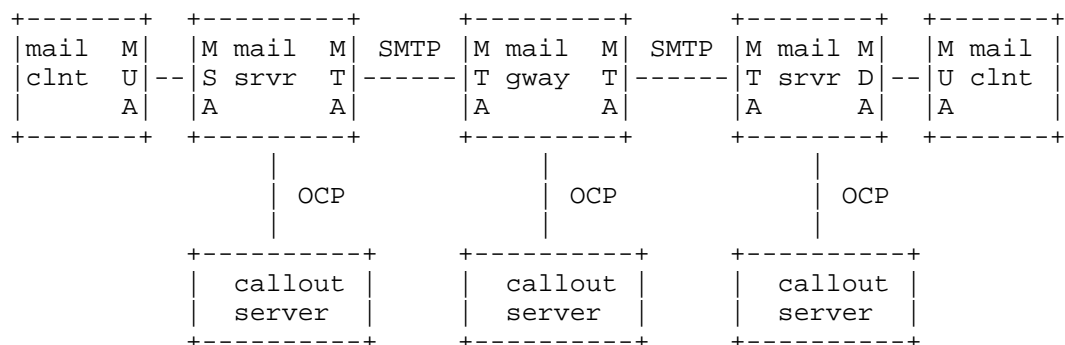 mail M M mail M SMTP M mail M SMTP M mail M M mail
clnt U S srvr T T gway T T srvr D U clnt
A A A A A A A A
OCP OCP OCP
callout callout callout
server server server